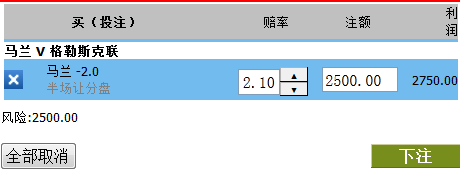 买（投注） 赔率 注额 利润
马兰 V 格勒斯克联
马兰 -2.0
半场让分盘
2.10 2500.00 2750.00
风险:2500.00
全部取消 下注